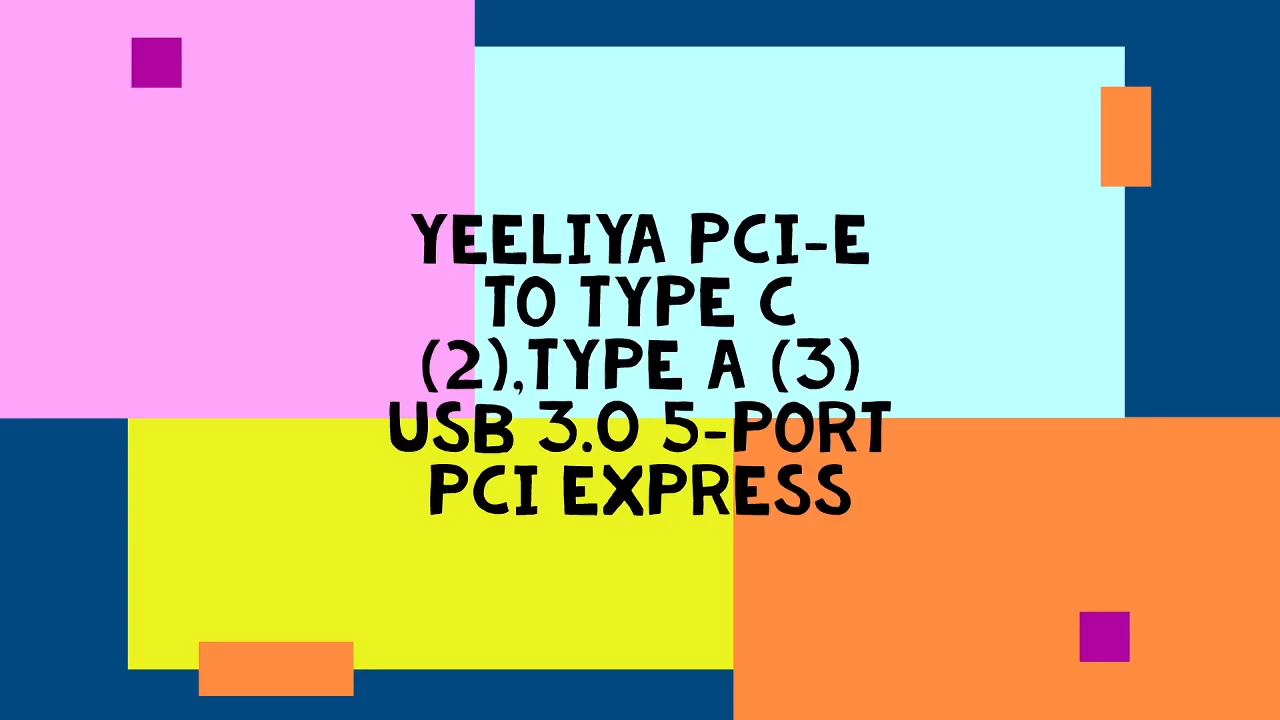 YEELIYA PCI-E
TO TYPE C
(2),TYPE A (3)
USB 3.0 5-PORT
PCI EXPRESS